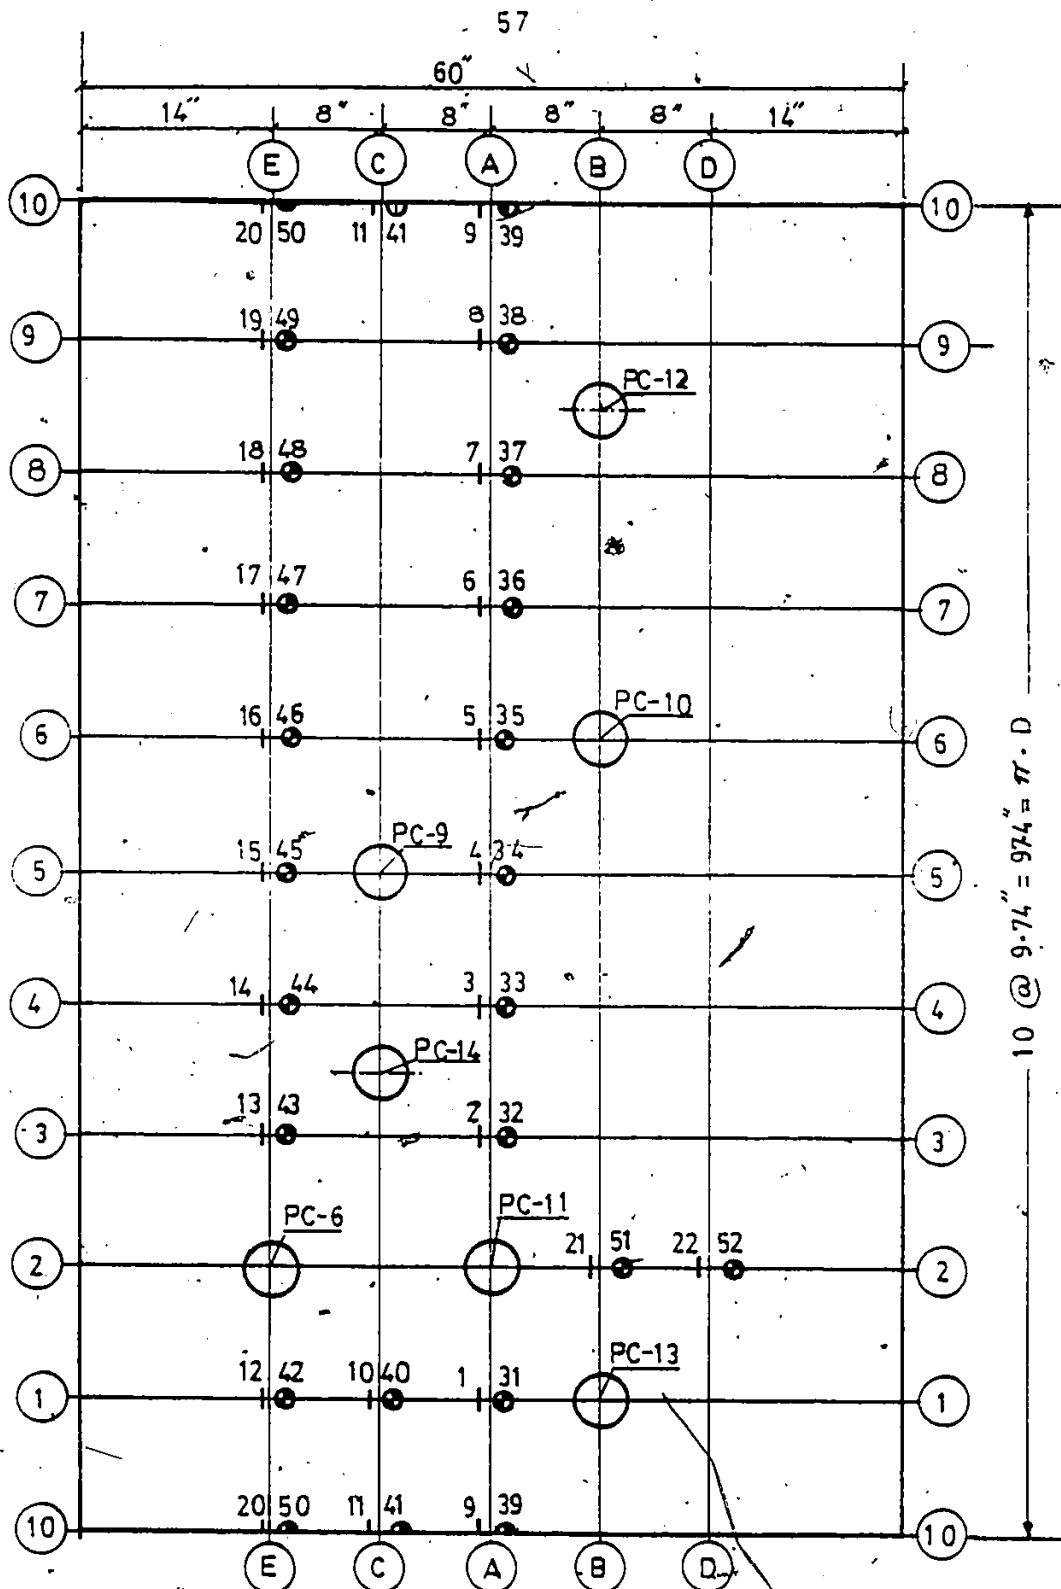 57
60"
14" 8" 8" 8" 8" 14"
E C A B D
10 10
20 50 11 41 9 39
19 49 8 38
9 9
PC-12
18 48 7 37
8 8
17 47 6 36
7 7
PC-10
16 46 5 35
6 6
PC-9
15 45 4 34
5 5
14 44 3 33
4 4
PC-14
13 43 2 32
3 3
PC-6 PC-11
21 51 22 52
2 2
PC-13
12 42 10 40 1 31
1 1
20 50 11 41 9 39
10 10
E C A B D
10 @ 9.74" = 97.4" = π · D